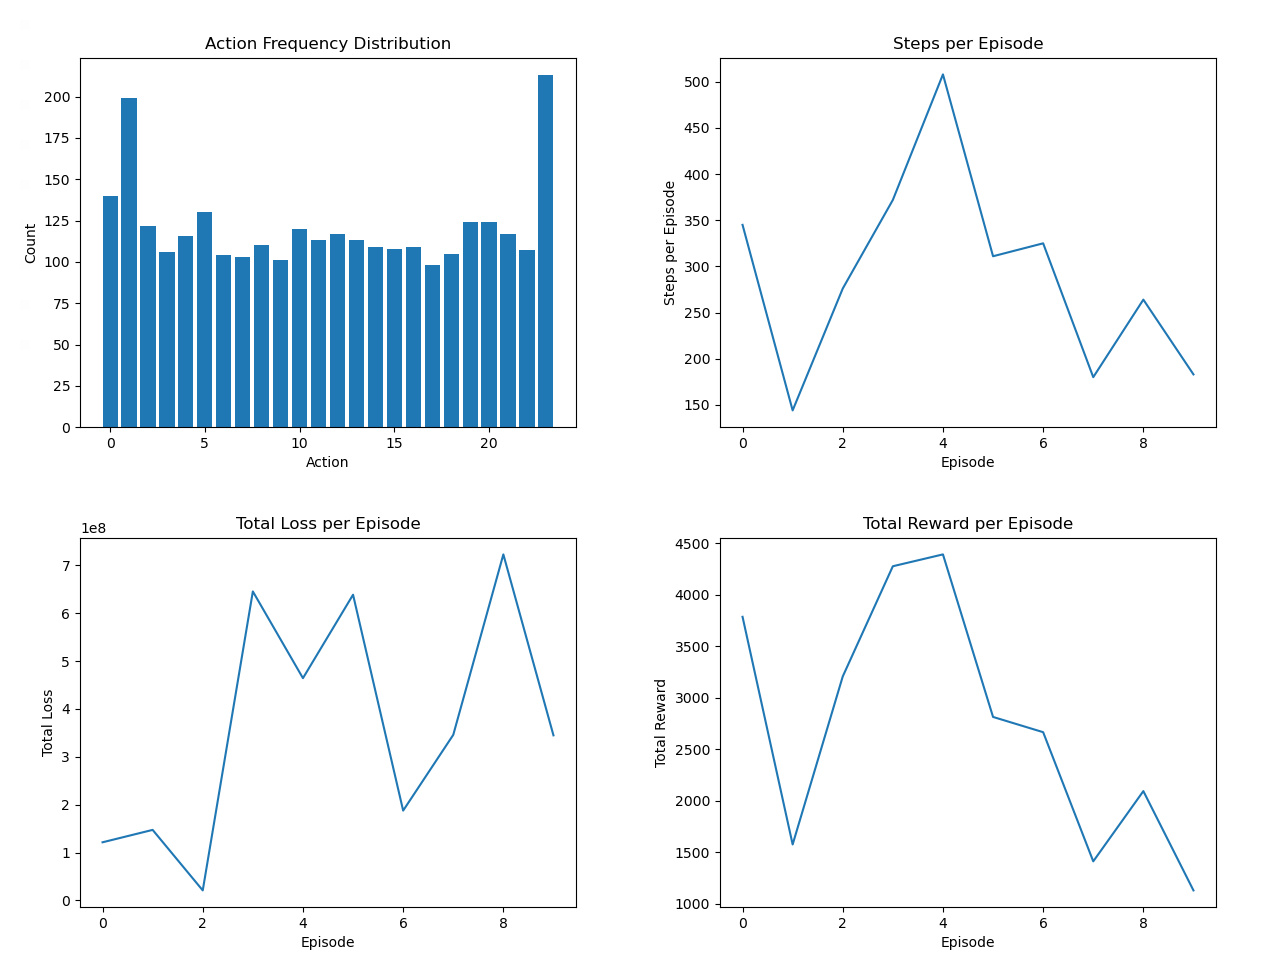 Action Frequency Distribution
200
175
150
125
100
75
50
25
0
Count
0 5 10 15 20
Action
Steps per Episode
500
450
400
350
300
250
200
150
Steps per Episode
0 2 4 6 8
Episode
Total Loss per Episode
1e8
7
6
5
4
3
2
1
0
Total Loss
0 2 4 6 8
Episode
Total Reward per Episode
4500
4000
3500
3000
2500
2000
1500
1000
Total Reward
0 2 4 6 8
Episode